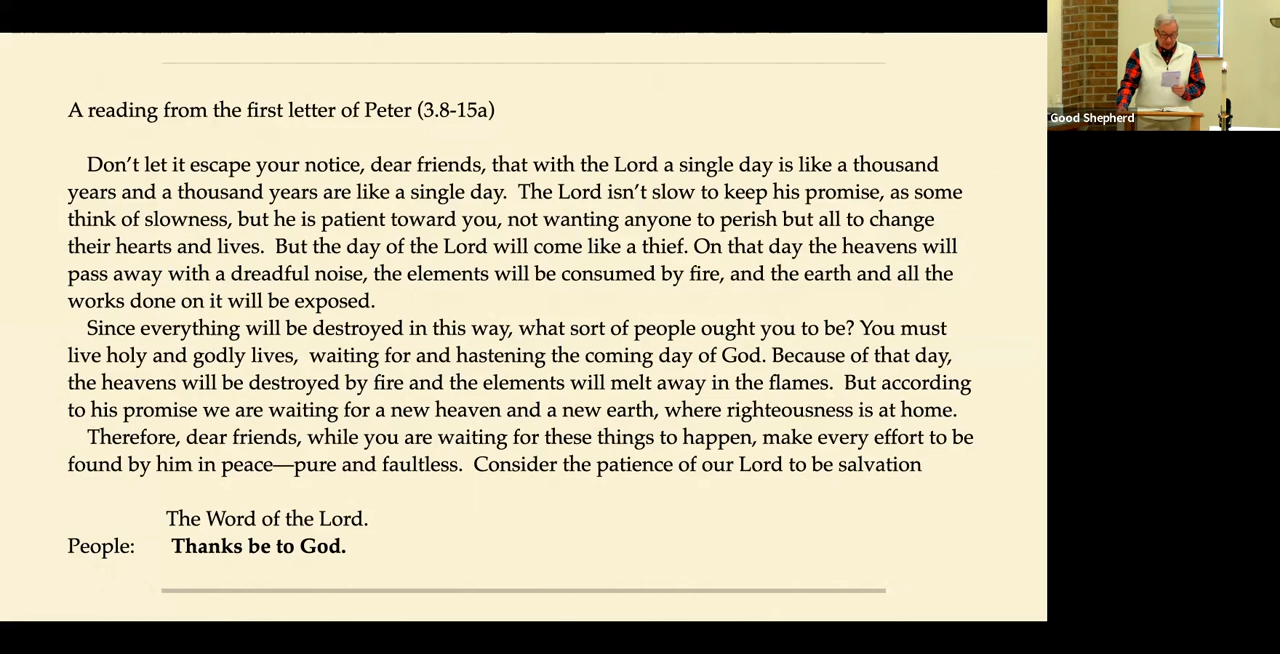 A reading from the first letter of Peter (3.8-15a)
Don't let it escape your notice, dear friends, that with the Lord a single day is like a thousand
years and a thousand years are like a single day.  The Lord isn't slow to keep his promise, as some
think of slowness, but he is patient toward you, not wanting anyone to perish but all to change
their hearts and lives.  But the day of the Lord will come like a thief. On that day the heavens will
pass away with a dreadful noise, the elements will be consumed by fire, and the earth and all the
works done on it will be exposed.
Since everything will be destroyed in this way, what sort of people ought you to be? You must
live holy and godly lives,  waiting for and hastening the coming day of God. Because of that day,
the heavens will be destroyed by fire and the elements will melt away in the flames.  But according
to his promise we are waiting for a new heaven and a new earth, where righteousness is at home.
Therefore, dear friends, while you are waiting for these things to happen, make every effort to be
found by him in peace—pure and faultless.  Consider the patience of our Lord to be salvation
The Word of the Lord.
People: Thanks be to God.
Good Shepherd